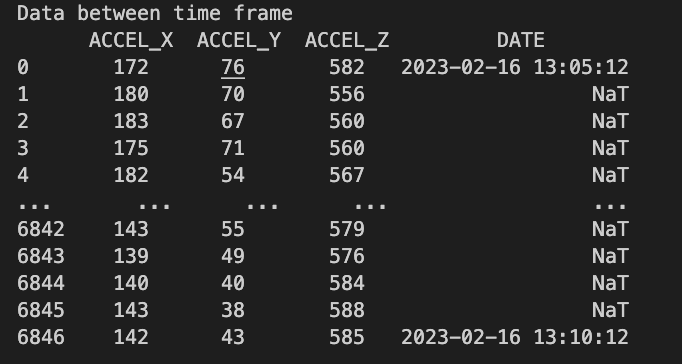 Data between time frame
ACCEL_X ACCEL_Y ACCEL_Z DATE
0 172 76 582 2023-02-16 13:05:12
1 180 70 556 NaT
2 183 67 560 NaT
3 175 71 560 NaT
4 182 54 567 NaT
... ... ... ... ...
6842 143 55 579 NaT
6843 139 49 576 NaT
6844 140 40 584 NaT
6845 143 38 588 NaT
6846 142 43 585 2023-02-16 13:10:12